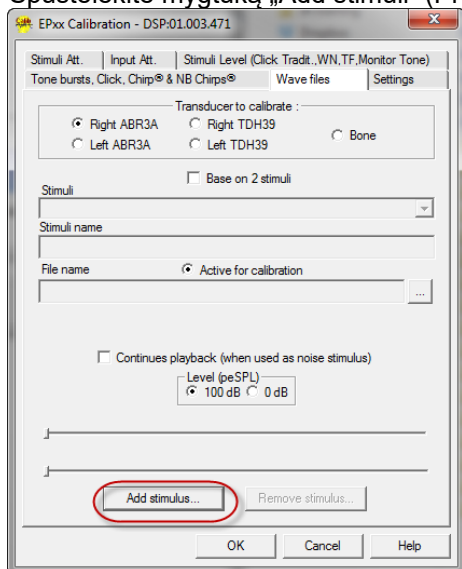 Spustelėkite mygtuką „Add stimuli“
EPxx Calibration - DSP:01.003.471
Stimuli Att. Input Att. Stimuli Level (Click Tradit.,WN,TF,Monitor Tone)
Tone bursts, Click, Chirp® & NB Chirps® Wave files Settings
Transducer to calibrate :
Right ABR3A Right TDH39
Bone
Left ABR3A Left TDH39
Base on 2 stimuli
Stimuli
Stimuli name
File name Active for calibration
...
Continues playback (when used as noise stimulus)
Level (peSPL)
100 dB 0 dB
Add stimulus... Remove stimulus...
OK Cancel Help